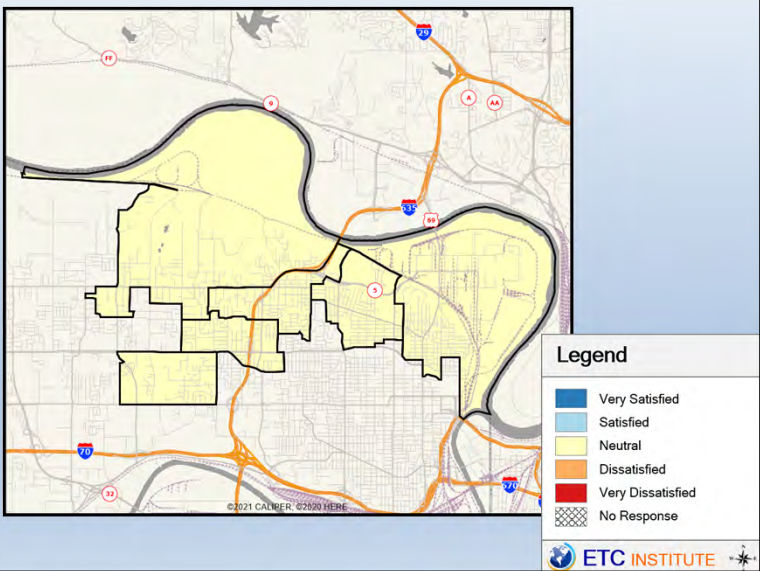 29
FF
9
A
AA
635
69
5
Legend
Very Satisfied
Satisfied
Neutral
Dissatisfied
Very Dissatisfied
No Response
70
32
670
©2021 CALIPER; ©2020 HERE
ETC INSTITUTE